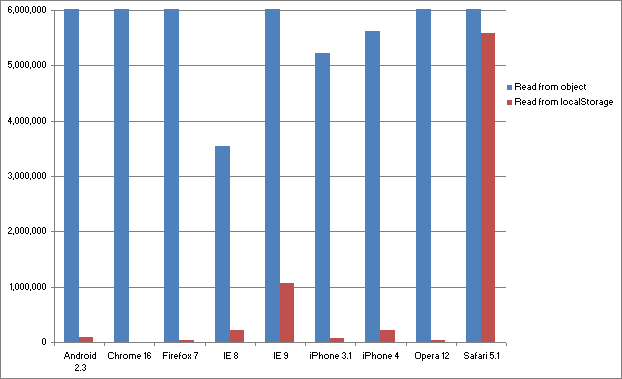 6,000,000
5,000,000
4,000,000
3,000,000
2,000,000
1,000,000
0
Read from object
Read from localStorage
Android 2.3
Chrome 16
Firefox 7
IE 8
IE 9
iPhone 3.1
iPhone 4
Opera 12
Safari 5.1